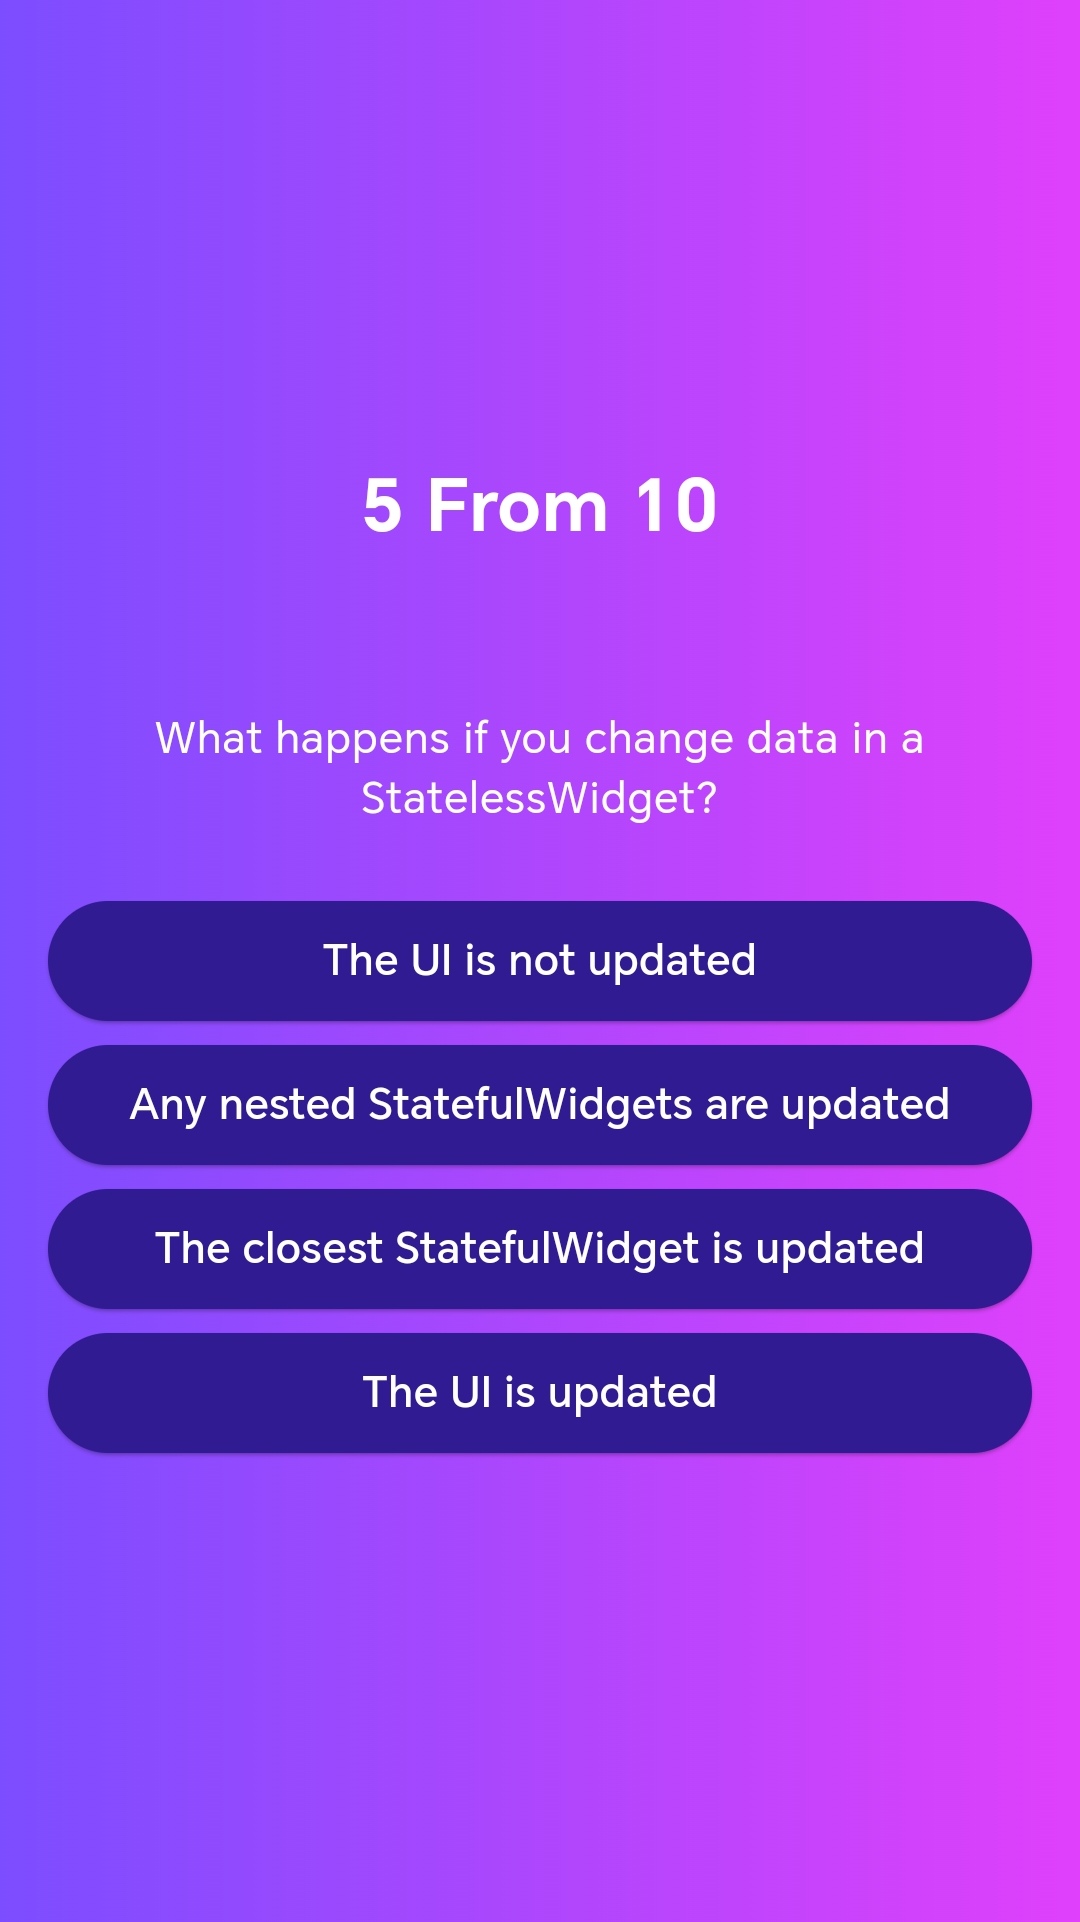 5 From 10
What happens if you change data in a
StatelessWidget?
The UI is not updated
Any nested StatefulWidgets are updated
The closest StatefulWidget is updated
The UI is updated